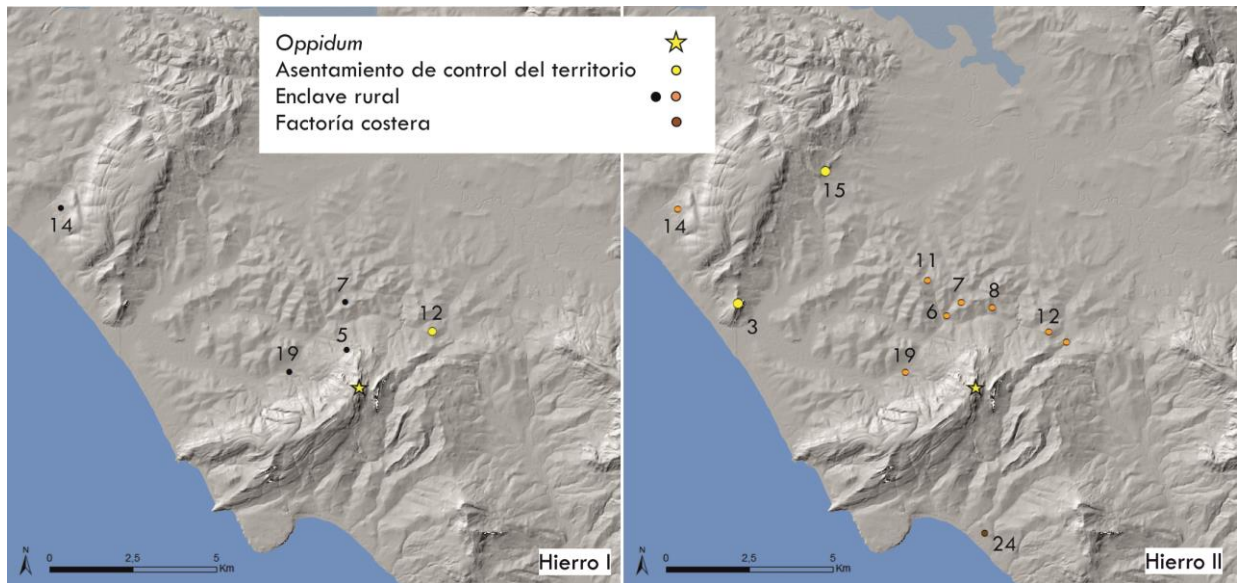 Oppidum
Asentamiento de control del territorio
Enclave rural
Factoría costera
14
7
12
5
19
N
0 2,5 5
Km
Hierro I
15
14
11
7
8
6
3
12
19
24
N
0 2,5 5
Km
Hierro II